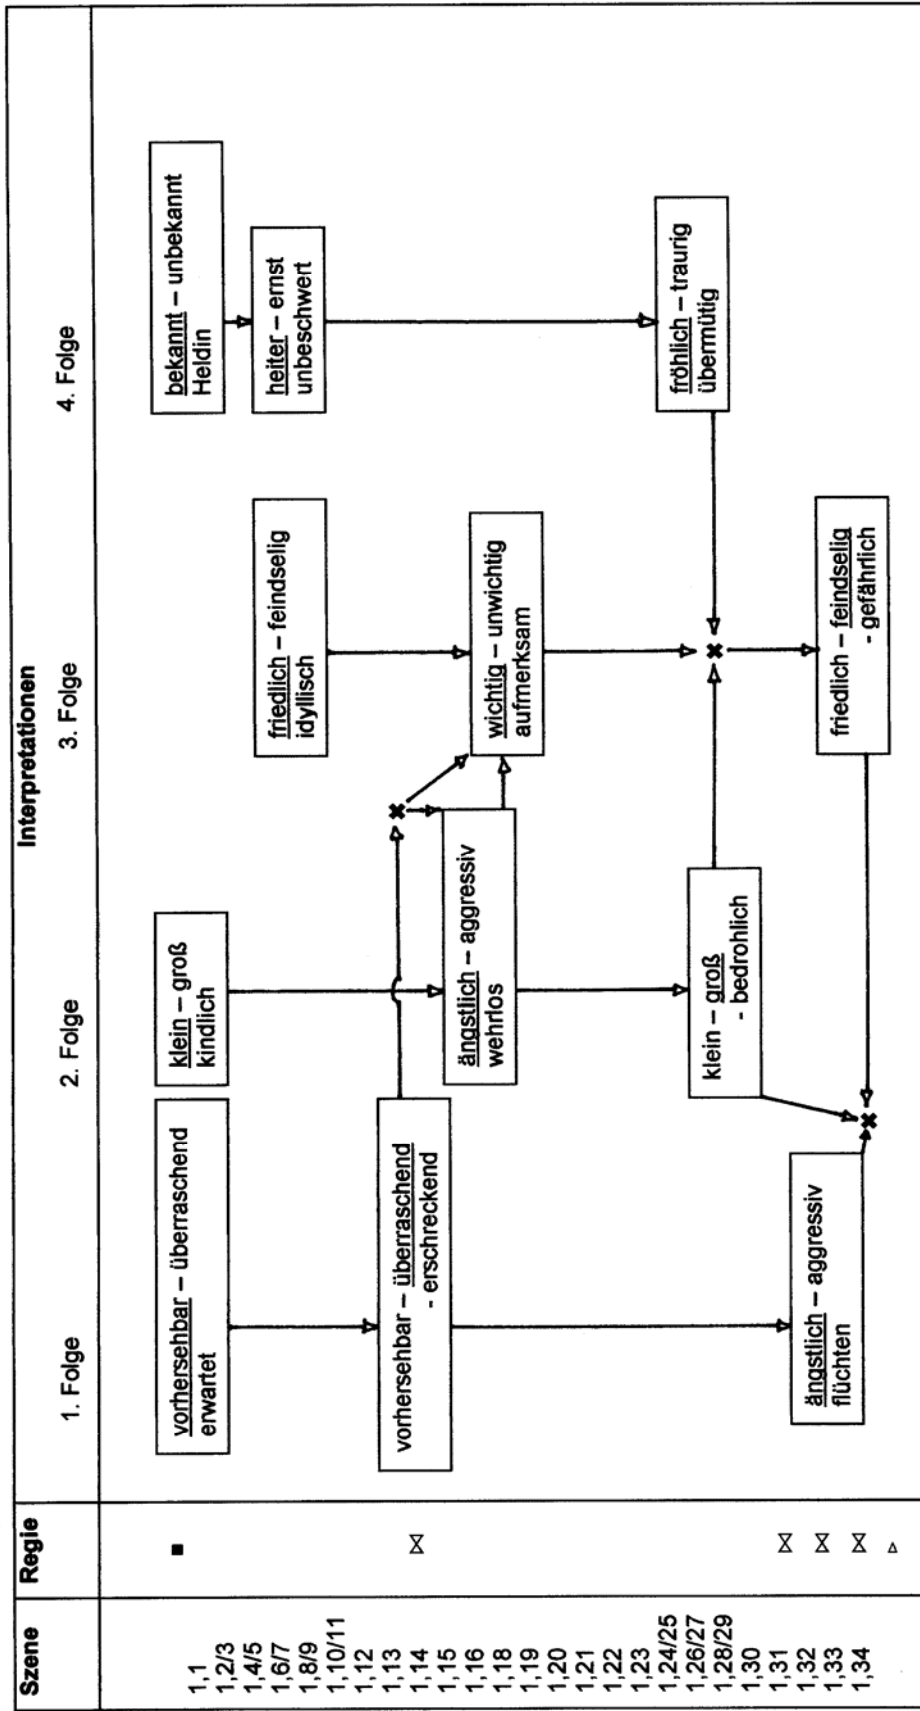 Szene
Regie
Interpretationen
1. Folge
2. Folge
3. Folge
4. Folge
1,1
1,2/3
1,4/5
1,6/7
1,8/9
1,10/11
1,12
1,13
1,14
1,15
1,16
1,18
1,19
1,20
1,21
1,22
1,23
1,24/25
1,26/27
1,28/29
1,30
1,31
1,32
1,33
1,34
vorhersehbar – überraschend
erwartet
vorhersehbar – überraschend
- erschreckend
ängstlich – aggressiv
flüchten
klein – groß
kindlich
ängstlich – aggressiv
wehrlos
klein – groß
- bedrohlich
friedlich – feindselig
idyllisch
wichtig – unwichtig
aufmerksam
friedlich – feindselig
- gefährlich
bekannt – unbekannt
Heldin
heiter – ernst
unbeschwert
fröhlich – traurig
übermütig